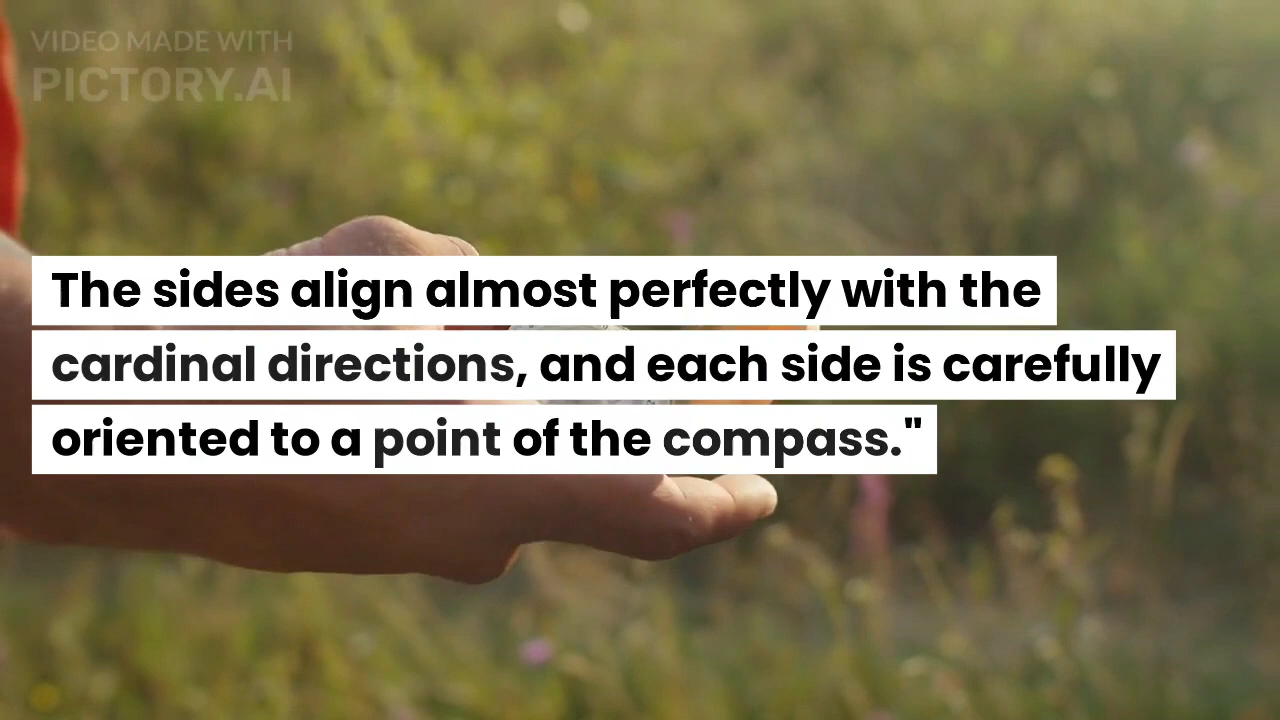 VIDEO MADE WITH
PICTORY.AI
The sides align almost perfectly with the
cardinal directions, and each side is carefully
oriented to a point of the compass."